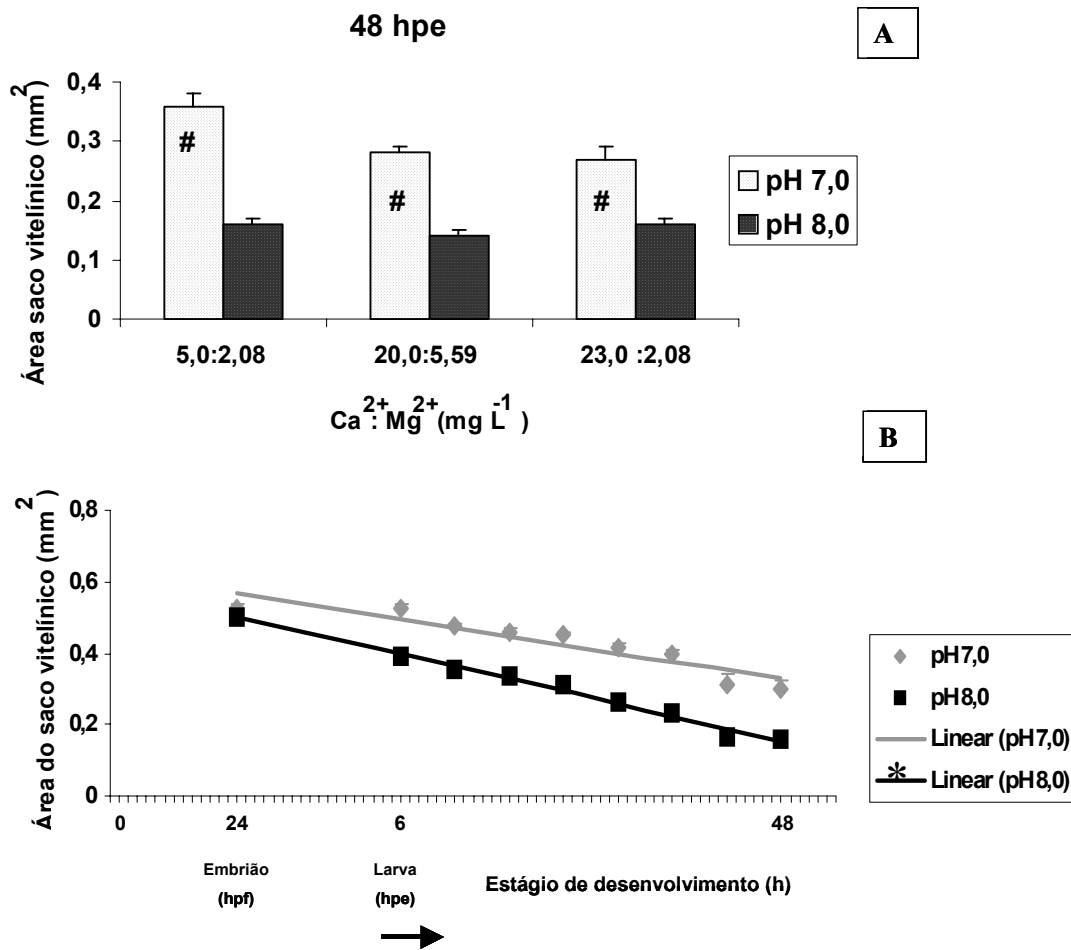 48 hpe
A
Área saco vitelínico (mm²)
0,4
0,3
0,2
0,1
0
#
#
#
pH 7,0
pH 8,0
5,0:2,08
20,0:5,59
23,0 :2,08
Ca²⁺: Mg²⁺(mg L⁻¹ )
B
Área do saco vitelínico (mm²
0,8
0,6
0,4
0,2
0
0
24
6
48
Embrião
(hpf)
Larva
(hpe)
Estágio de desenvolvimento (h)
pH7,0
pH8,0
Linear (pH7,0)
* Linear (pH8,0)